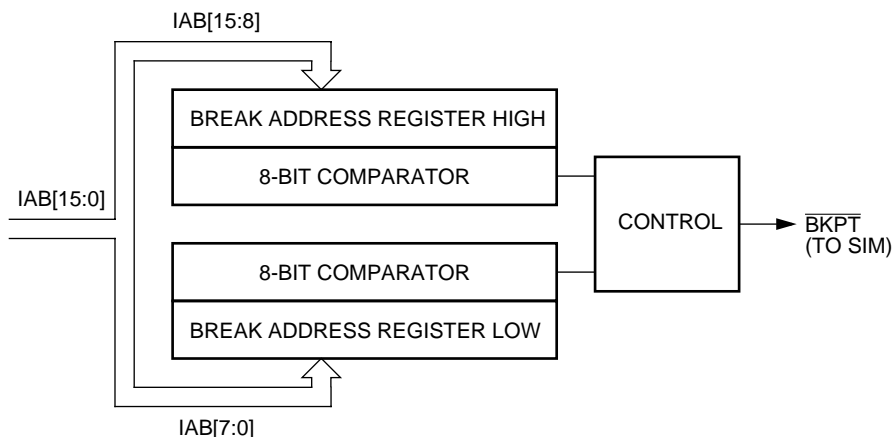 IAB[15:8]
BREAK ADDRESS REGISTER HIGH
8-BIT COMPARATOR
IAB[15:0]
CONTROL
BKPT
(TO SIM)
8-BIT COMPARATOR
BREAK ADDRESS REGISTER LOW
IAB[7:0]